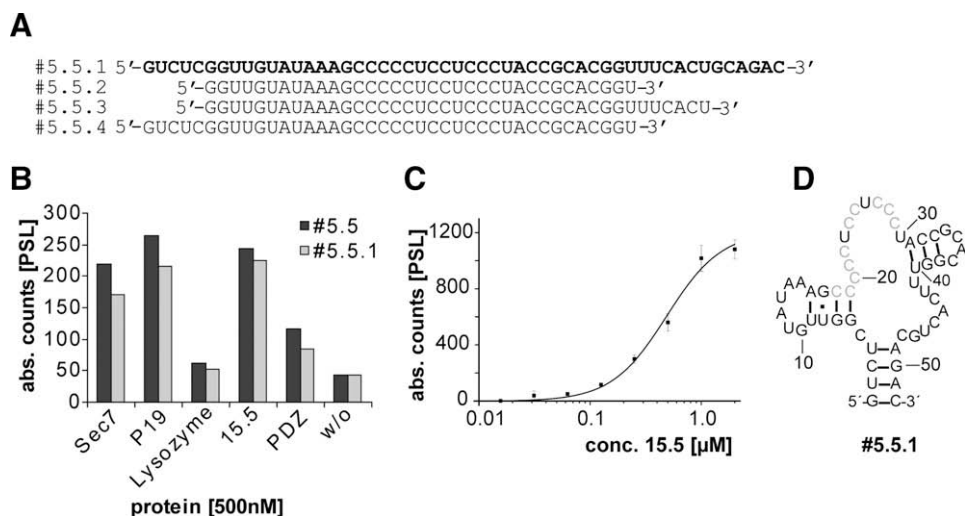 A
#5.5.1 5′-GUCUCGGUUGUAUAAAGCCCCCUCCUCCCUACCGCACGGUUUCACUGCAGAC-3′
#5.5.2 5′-GGUUGUAUAAAGCCCCCUCCUCCCUACCGCACGGU-3′
#5.5.3 5′-GGUUGUAUAAAGCCCCCUCCUCCCUACCGCACGGUUUCACU-3′
#5.5.4 5′-GUCUCGGUUGUAUAAAGCCCCCUCCUCCCUACCGCACGGU-3′
B
abs. counts [PSL]
300
250
200
150
100
50
0
#5.5
#5.5.1
Sec7
P19
Lysozyme
15.5
PDZ
w/o
protein [500nM]
C
abs. counts [PSL]
1200
800
400
0
0.01
0.1
1.0
conc. 15.5 [µM]
D
5´-GUCUCGGUUGUAUAAAGCCCCCUCCUCCCUACCGCACGGUUUCACUGCAGAC-3´
10
20
30
40
50
#5.5.1